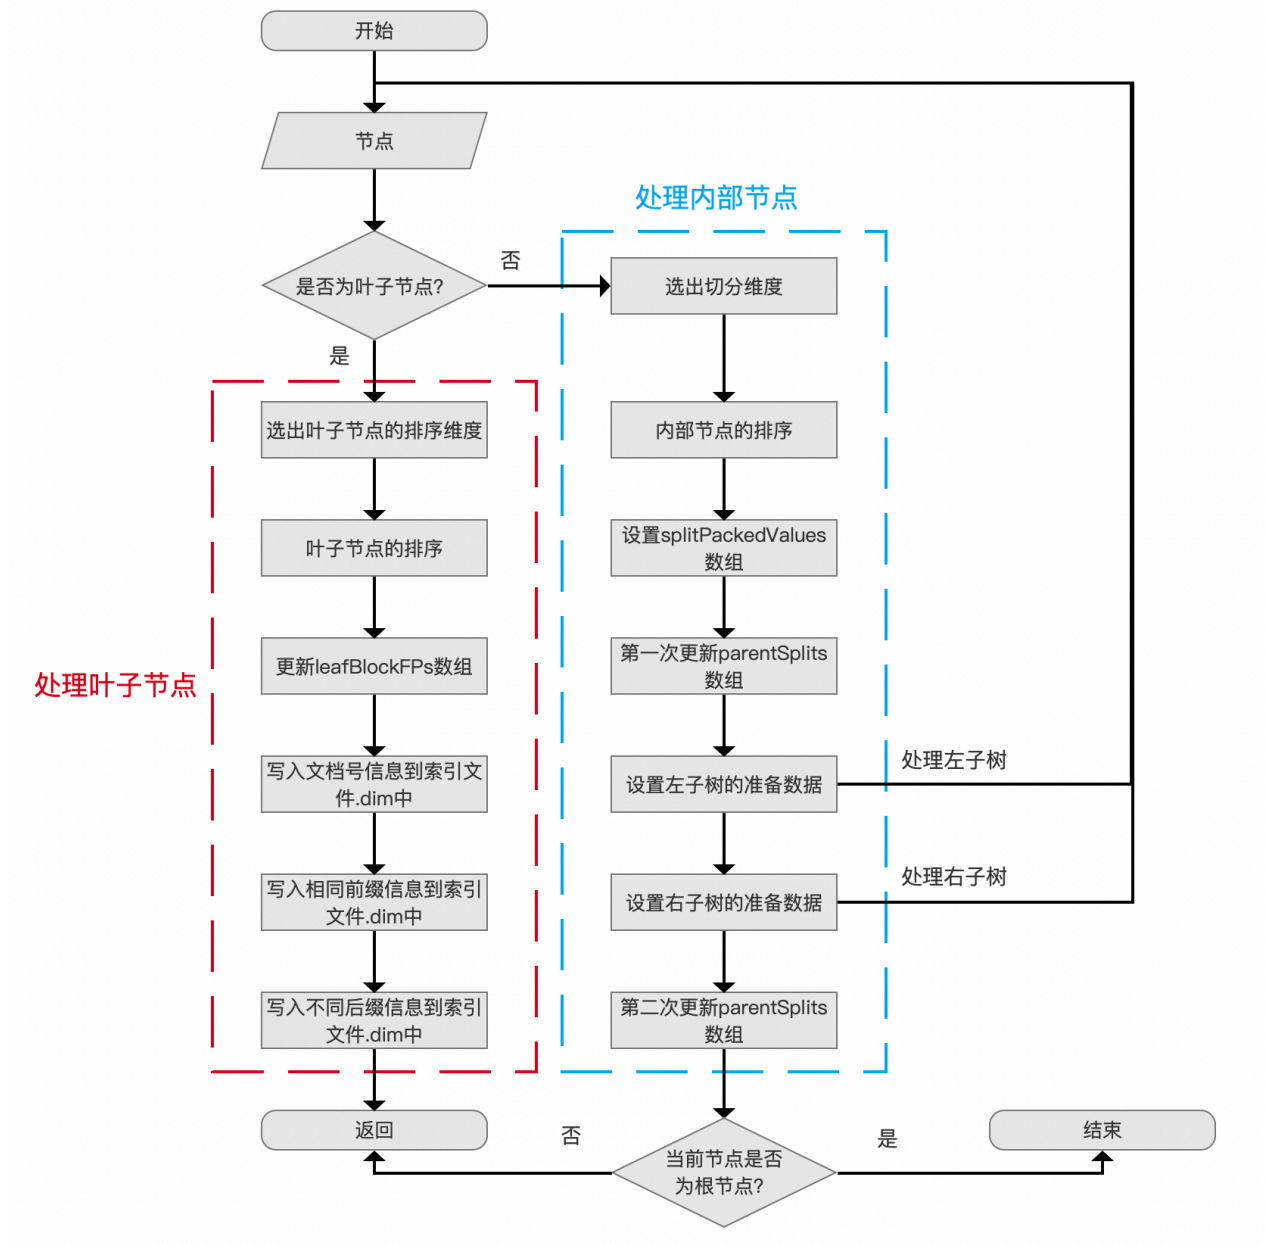 开始
节点
处理内部节点
是否为叶子节点?
否
是
选出切分维度
选出叶子节点的排序维度
内部节点的排序
叶子节点的排序
设置splitPackedValues
数组
更新leafBlockFPs数组
第一次更新parentSplits
数组
处理叶子节点
写入文档号信息到索引文
件.dim中
设置左子树的准备数据
处理左子树
写入相同前缀信息到索引
文件.dim中
设置右子树的准备数据
处理右子树
写入不同后缀信息到索引
文件.dim中
第二次更新parentSplits
数组
返回
否
当前节点是否
为根节点?
是
结束